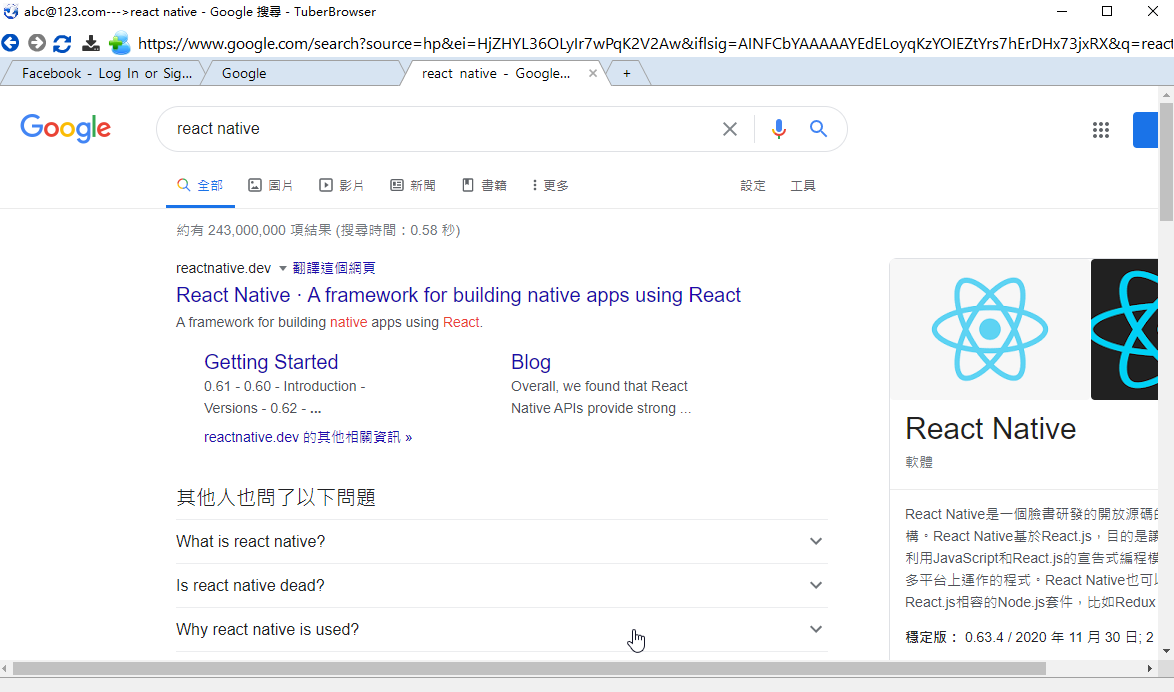 abc@123.com--->react native - Google 搜尋 - TuberBrowser
https://www.google.com/search?source=hp&ei=HjZHYL36OLyIr7wPqK2V2Aw&iflsig=AINFCbYAAAAAYEdELoyqKzYOIEZtYrs7hErDHx73jxRX&q=react
Facebook - Log In or Sig...
Google
react native - Google...
+
Google
react native
全部
圖片
影片
新聞
書籍
更多
設定
工具
約有 243,000,000 項結果 (搜尋時間：0.58 秒)
reactnative.dev 翻譯這個網頁
React Native · A framework for building native apps using React
A framework for building native apps using React.
Getting Started
0.61 - 0.60 - Introduction -
Versions - 0.62 - ...
Blog
Overall, we found that React
Native APIs provide strong ...
reactnative.dev 的其他相關資訊 »
其他人也問了以下問題
What is react native?
Is react native dead?
Why react native is used?
React Native
軟體
React Native是一個臉書研發的開放源碼
構。React Native基於React.js，目的是讓
利用JavaScript和React.js的宣告式編程模
多平台上運作的程式。React Native也可以
React.js相容的Node.js套件，比如Redux
穩定版： 0.63.4 / 2020 年 11 月 30 日; 2